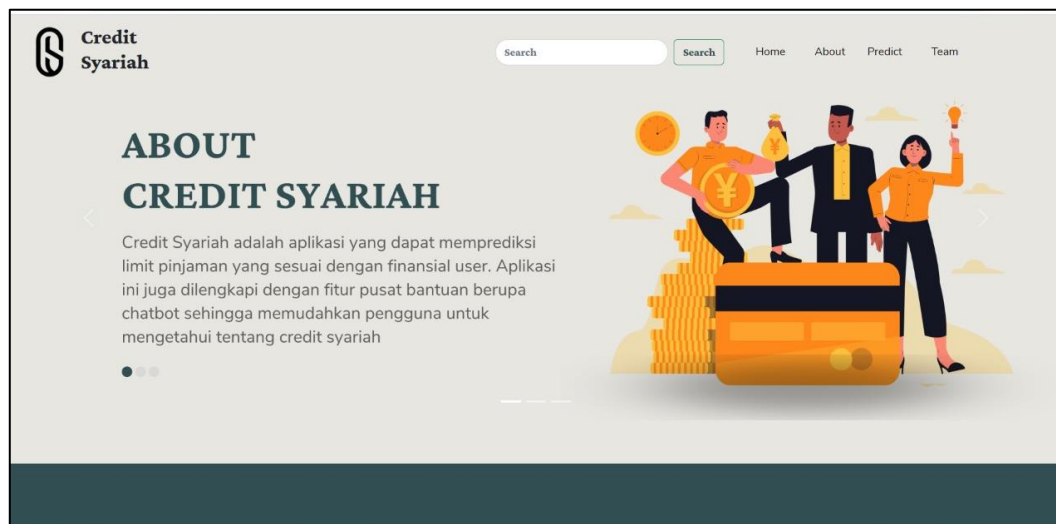 Credit
Syariah
Search
Search
Home
About
Predict
Team
ABOUT
CREDIT SYARIAH
Credit Syariah adalah aplikasi yang dapat memprediksi
limit pinjaman yang sesuai dengan finansial user. Aplikasi
ini juga dilengkapi dengan fitur pusat bantuan berupa
chatbot sehingga memudahkan pengguna untuk
mengetahui tentang credit syariah
¥
¥